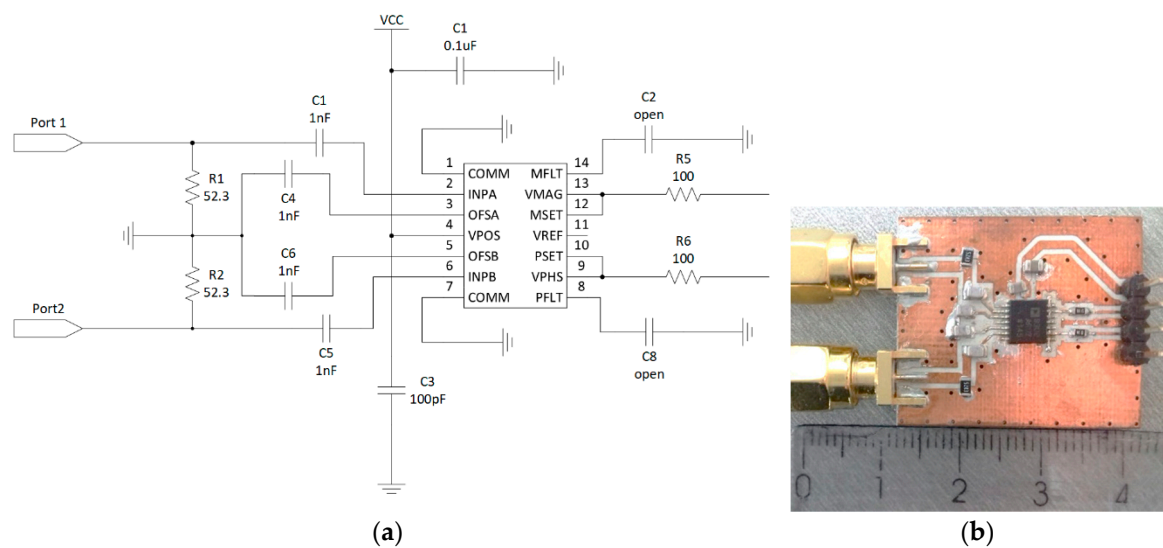 VCC
C1
0.1uF
Port 1
C1
1nF
C2
open
R1
52.3
C4
1nF
1 COMM MFLT 14
2 INPA VMAG 13
3 OFSA MSET 12
4 VPOS VREF 11
5 OFSB PSET 10
6 INPB VPHS 9
7 COMM PFLT 8
R5
100
R2
52.3
C6
1nF
R6
100
Port2
C5
1nF
C8
open
C3
100pF
0 1 2 3 4
(a)
(b)